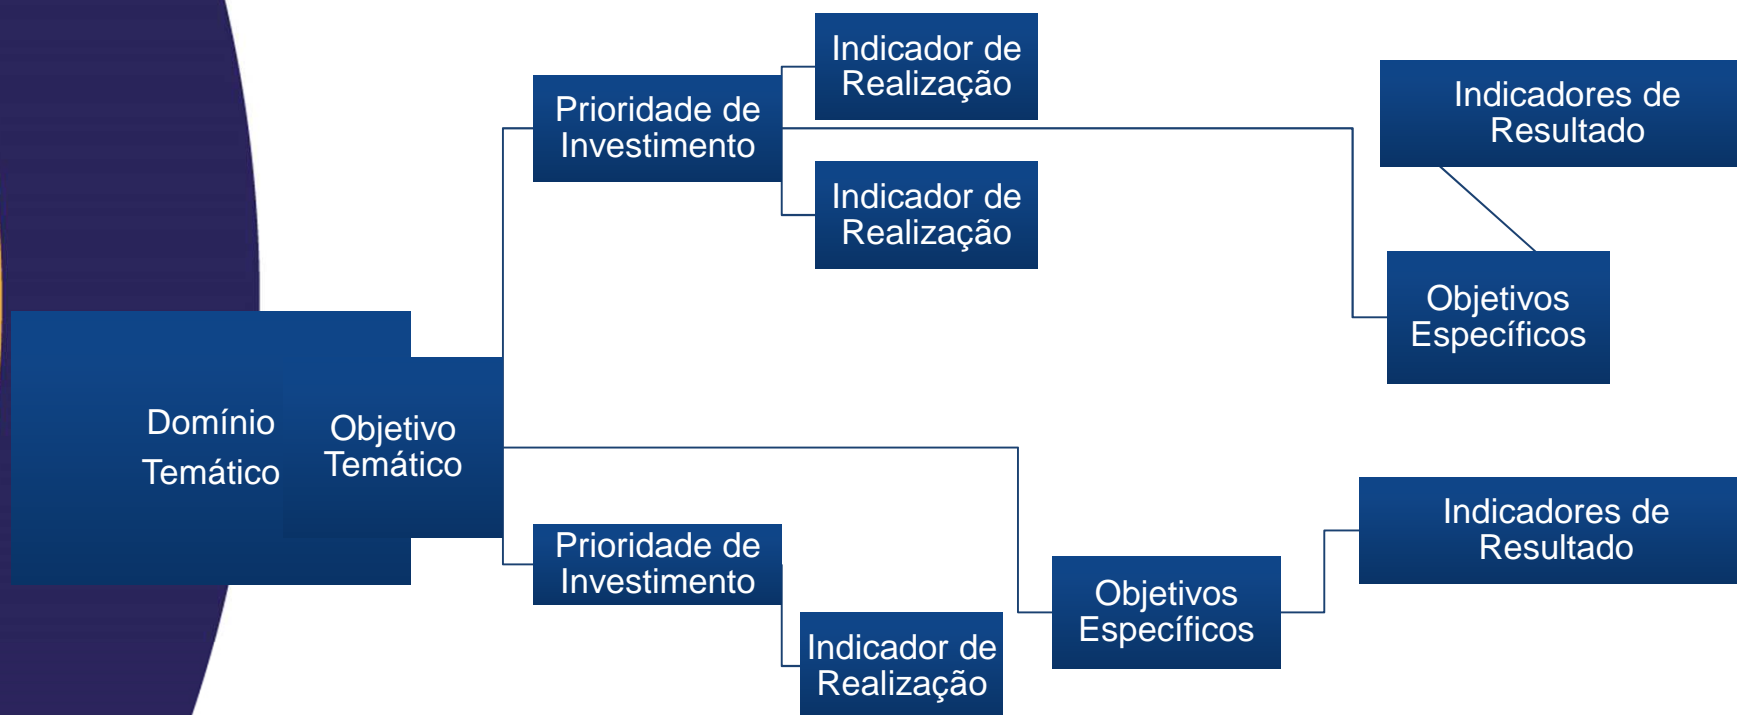 Indicador de
Realização
Prioridade de
Investimento
Indicadores de
Resultado
Indicador de
Realização
Objetivos
Específicos
Domínio
Temático
Objetivo
Temático
Indicadores de
Resultado
Prioridade de
Investimento
Objetivos
Específicos
Indicador de
Realização